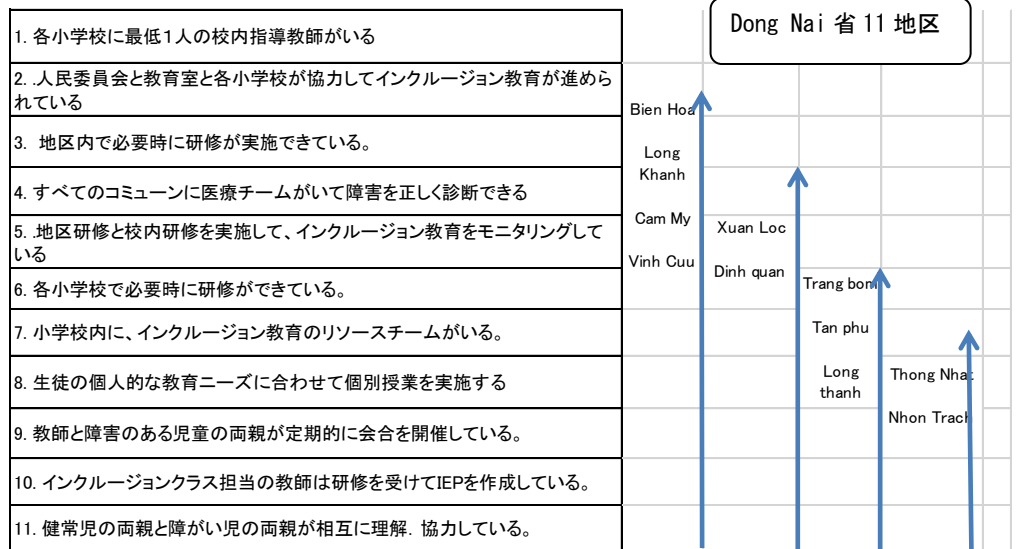 Dong Nai 省 11 地区
1. 各小学校に最低1人の校内指導教師がいる
2. .人民委員会と教育室と各小学校が協力してインクルージョン教育が進めら
れている
3. 地区内で必要時に研修が実施できている。
4. すべてのコミューンに医療チームがいて障害を正しく診断できる
5. .地区研修と校内研修を実施して、インクルージョン教育をモニタリングして
いる
6. 各小学校で必要時に研修ができている。
7. 小学校内に、インクルージョン教育のリソースチームがいる。
8. 生徒の個人的な教育ニーズに合わせて個別授業を実施する
9. 教師と障害のある児童の両親が定期的に会合を開催している。
10. インクルージョンクラス担当の教師は研修を受けてIEPを作成している。
11. 健常児の両親と障がい児の両親が相互に理解. 協力している。
Bien Hoa
Long
Khanh
Cam My
Vinh Cuu
Xuan Loc
Dinh quan
Trang bom
Tan phu
Long
thanh
Thong Nhat
Nhon Trach